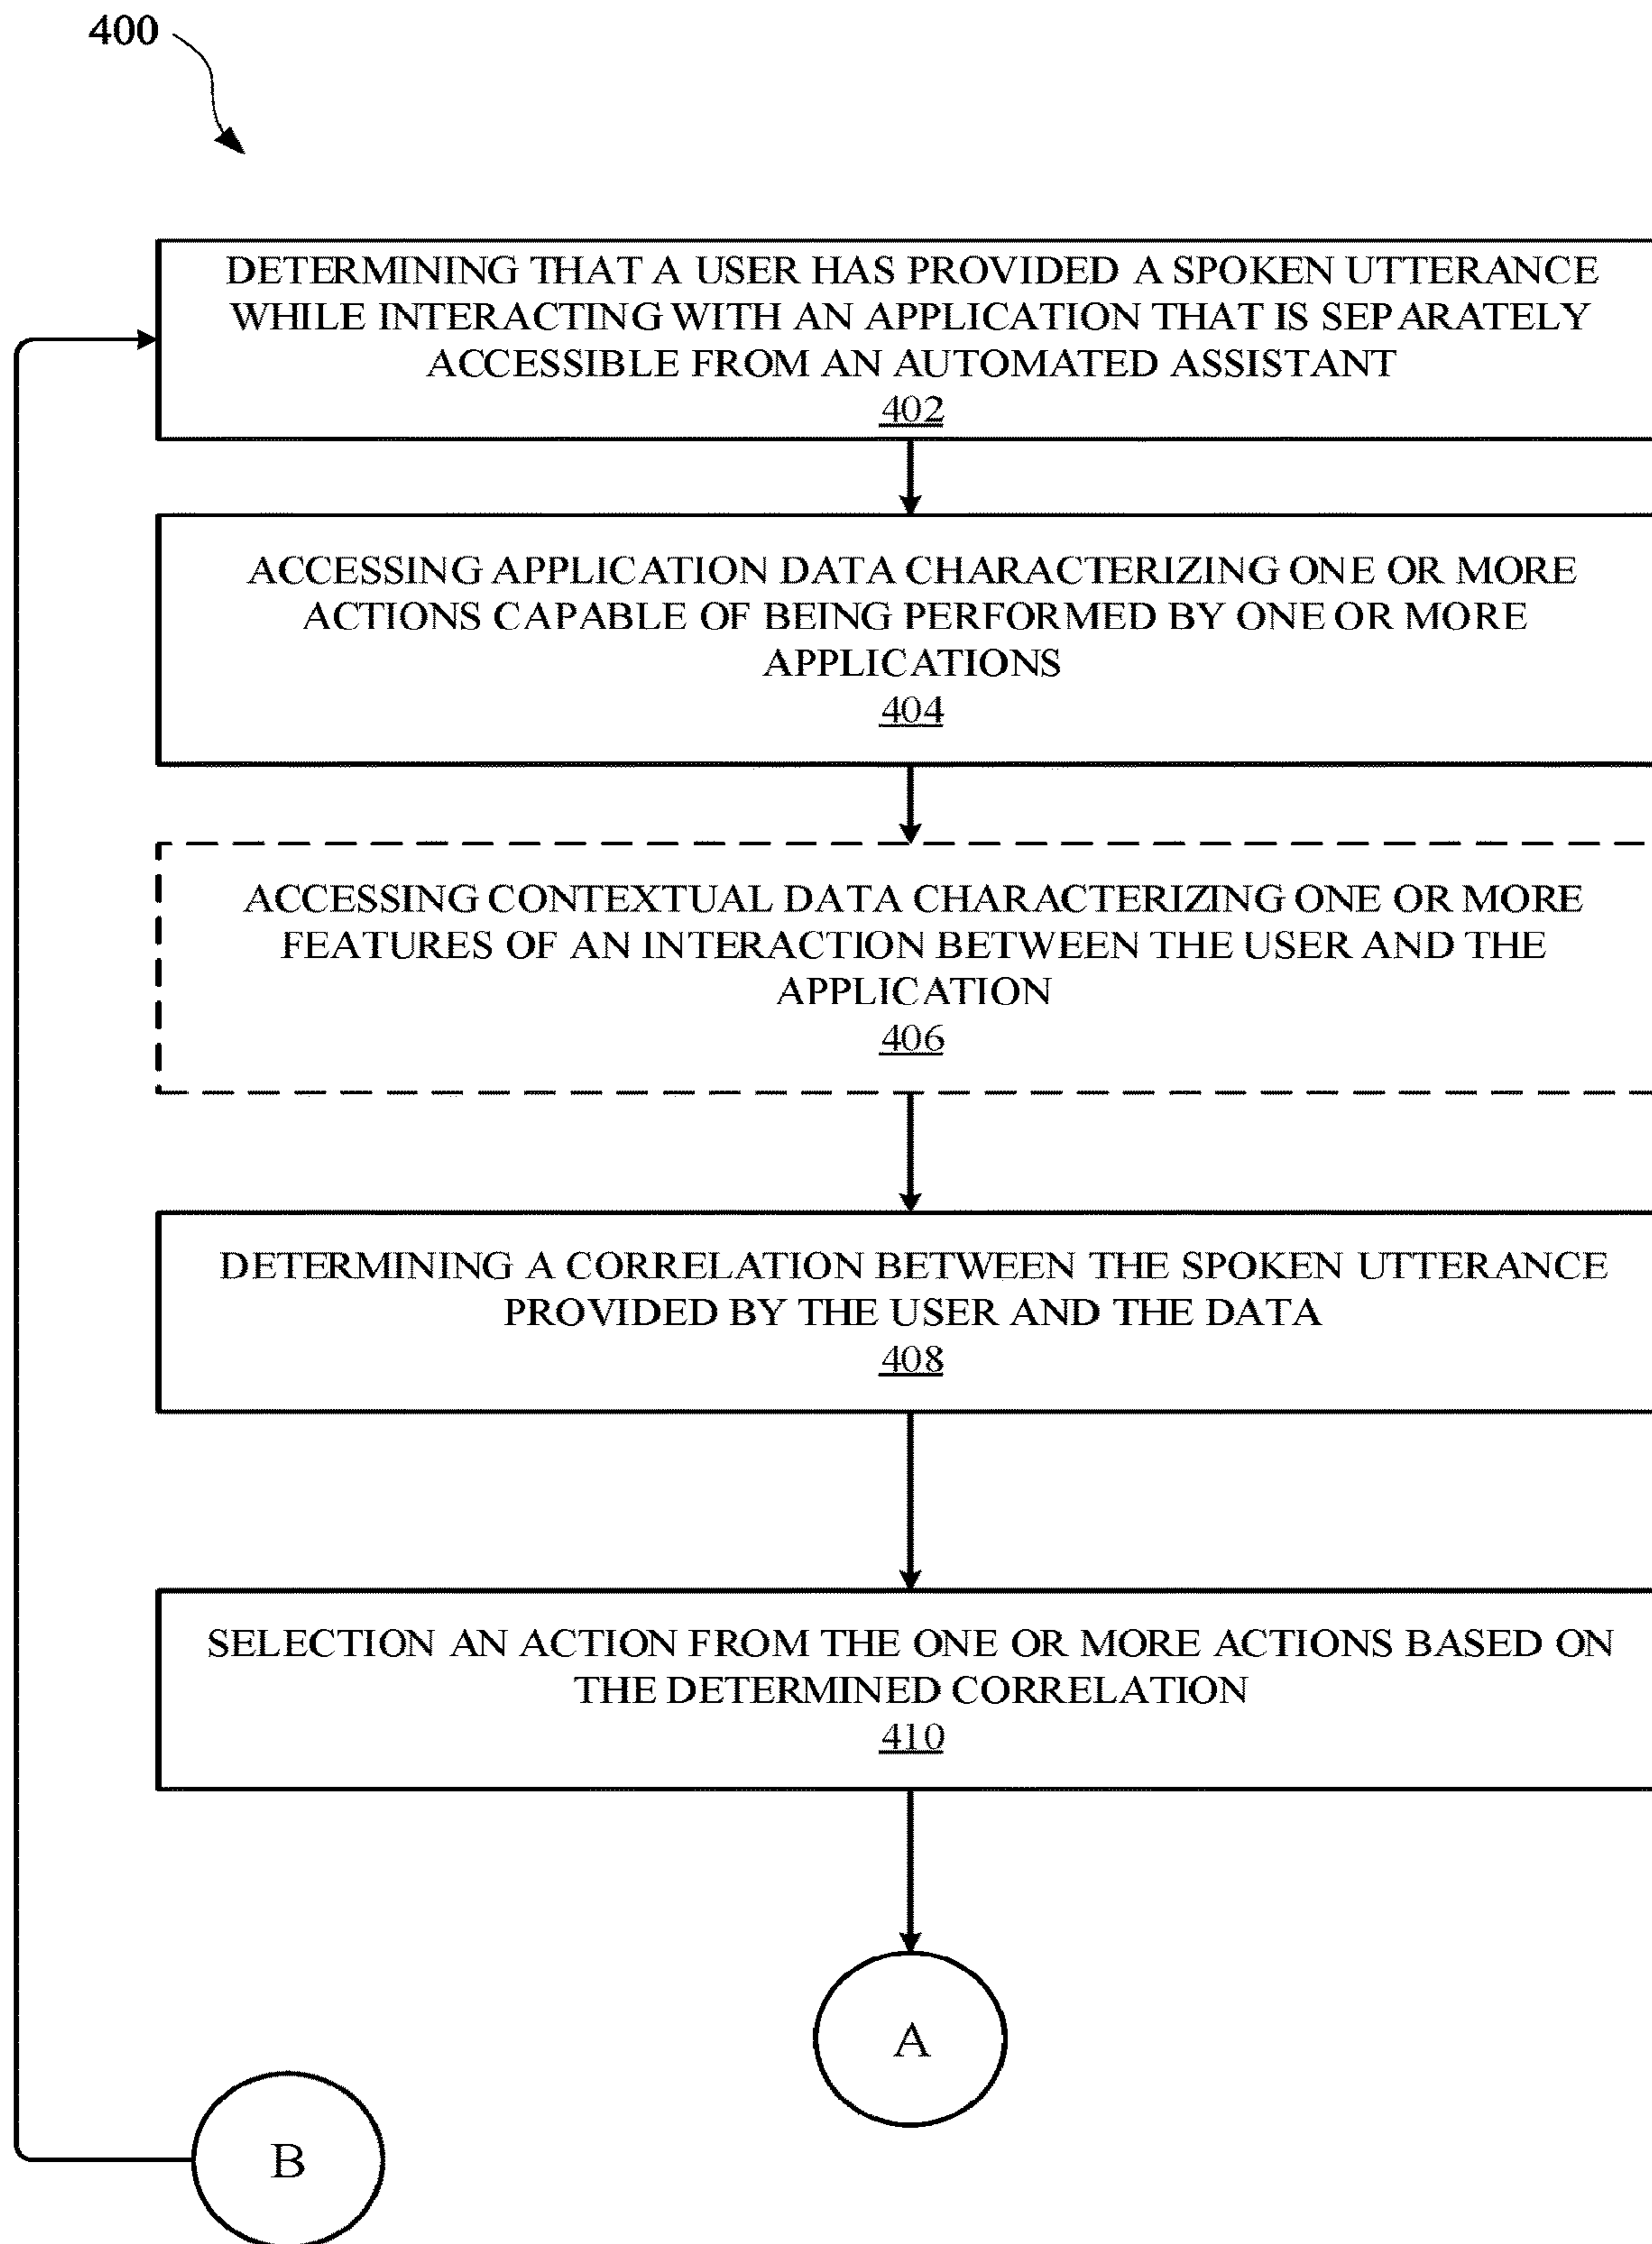 400
DETERMINING THAT A USER HAS PROVIDED A SPOKEN UTTERANCE
WHILE INTERACTING WITH AN APPLICATION THAT IS SEPARATELY
ACCESSIBLE FROM AN AUTOMATED ASSISTANT
402
ACCESSING APPLICATION DATA CHARACTERIZING ONE OR MORE
ACTIONS CAPABLE OF BEING PERFORMED BY ONE OR MORE
APPLICATIONS
404
ACCESSING CONTEXTUAL DATA CHARACTERIZING ONE OR MORE
FEATURES OF AN INTERACTION BETWEEN THE USER AND THE
APPLICATION
406
DETERMINING A CORRELATION BETWEEN THE SPOKEN UTTERANCE
PROVIDED BY THE USER AND THE DATA
408
SELECTION AN ACTION FROM THE ONE OR MORE ACTIONS BASED ON
THE DETERMINED CORRELATION
410
A
B